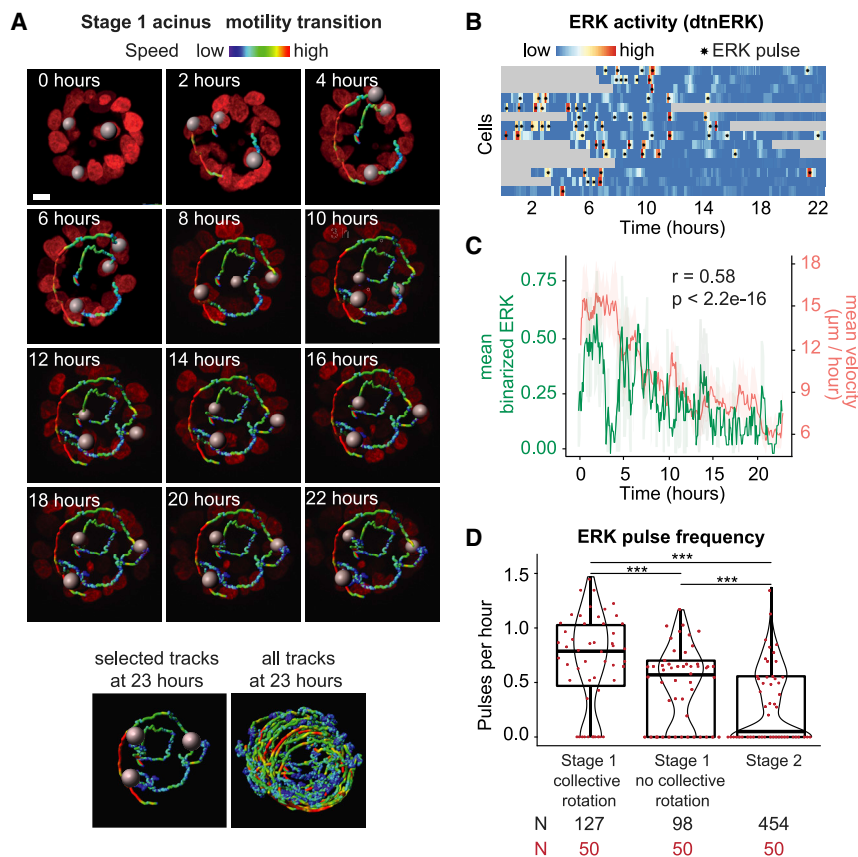 A
Stage 1 acinus motility transition
Speed low high
0 hours
2 hours
4 hours
6 hours
8 hours
10 hours
12 hours
14 hours
16 hours
18 hours
20 hours
22 hours
selected tracks
at 23 hours
all tracks
at 23 hours
B
ERK activity (dtnERK)
low high * ERK pulse
Cells
2 6 10 14 18 22
Time (hours)
C
r = 0.58
p < 2.2e-16
0.75
0.50
0.25
0.00
mean
binarized ERK
18
15
12
9
6
mean velocity
(µm / hour)
0 5 10 15 20
Time (hours)
D
ERK pulse frequency
***
*** ***
1.5
1.0
0.5
0.0
Pulses per hour
Stage 1
collective
rotation
Stage 1
no collective
rotation
Stage 2
N 127 98 454
N 50 50 50